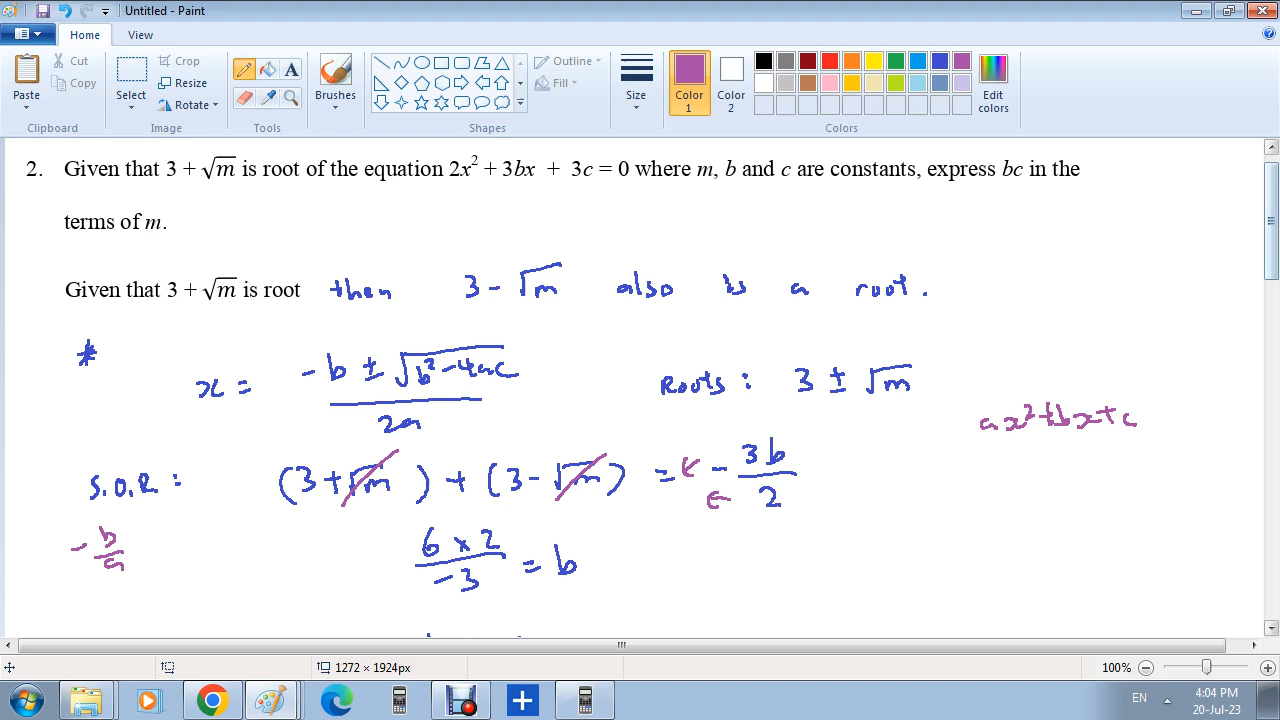 Untitled - Paint
Home View
Paste Cut Copy Select Crop Resize Rotate Brushes Outline Fill Size Color 1 Color 2 Edit colors
Clipboard Image Tools Shapes Colors
2. Given that 3 + √m is root of the equation 2x² + 3bx + 3c = 0 where m, b and c are constants, express bc in the
terms of m.
Given that 3 + √m is root then 3 - √m also is a root.
*
x = -b ± √b² - 4ac / 2a
Roots : 3 ± √m
ax² + bx + c
S.O.R : (3 + √m) + (3 - √m) = - 3b / 2
- b / a
6 × 2 / -3 = b
1272 × 1924px 100%
EN 4:04 PM
20-Jul-23